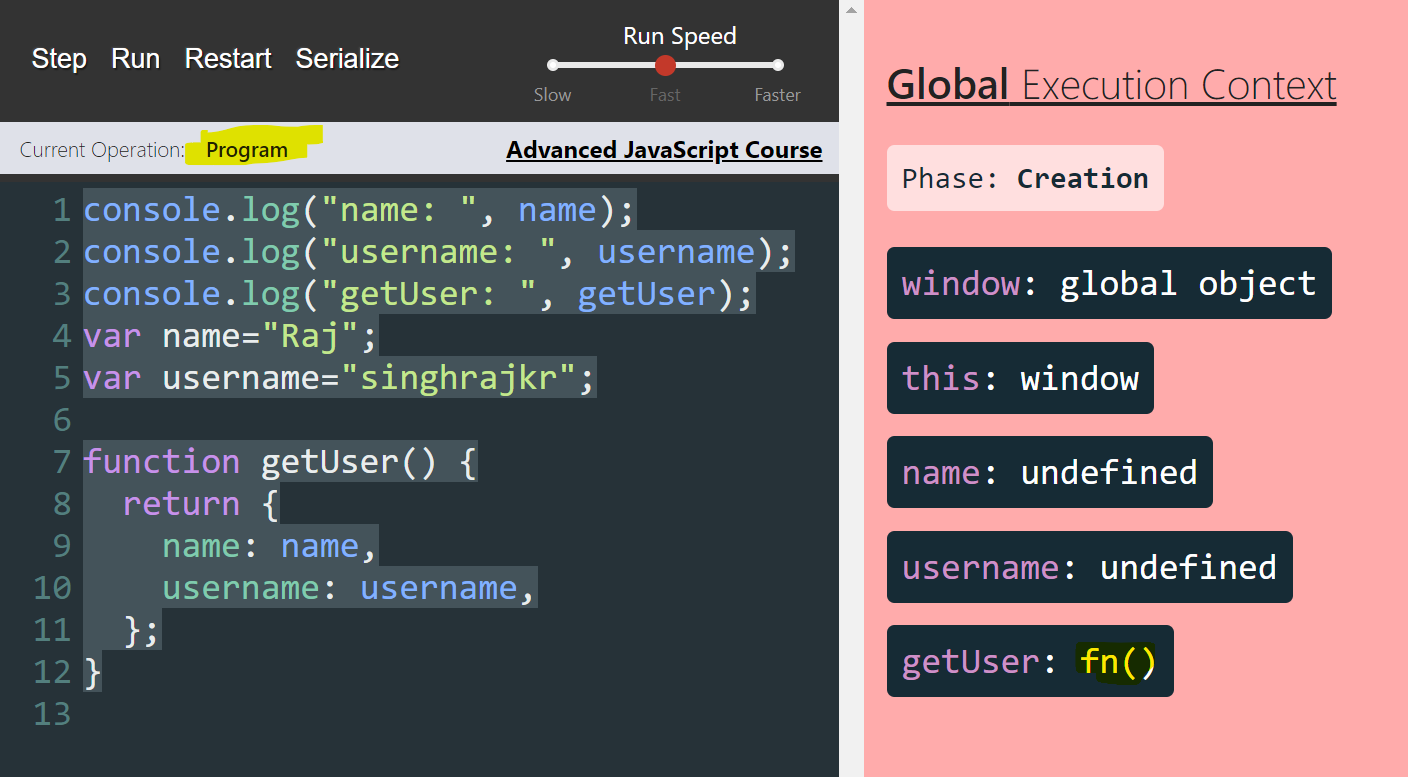 Step Run Restart Serialize
Run Speed
Slow Fast Faster
Current Operation: Program
Advanced JavaScript Course
1 console.log("name: ", name);
2 console.log("username: ", username);
3 console.log("getUser: ", getUser);
4 var name="Raj";
5 var username="singhrajkr";
6
7 function getUser() {
8   return {
9     name: name,
10     username: username,
11   };
12 }
13
Global Execution Context
Phase: Creation
window: global object
this: window
name: undefined
username: undefined
getUser: fn()